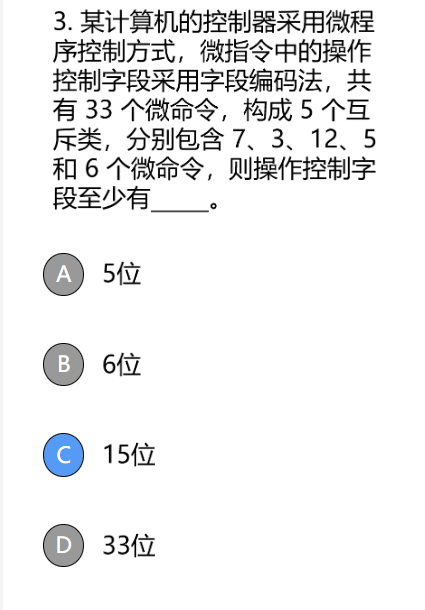 3. 某计算机的控制器采用微程
序控制方式，微指令中的操作
控制字段采用字段编码法，共
有 33 个微命令，构成 5 个互
斥类，分别包含 7、3、12、5
和 6 个微命令，则操作控制字
段至少有_____。
A 5位
B 6位
C 15位
D 33位